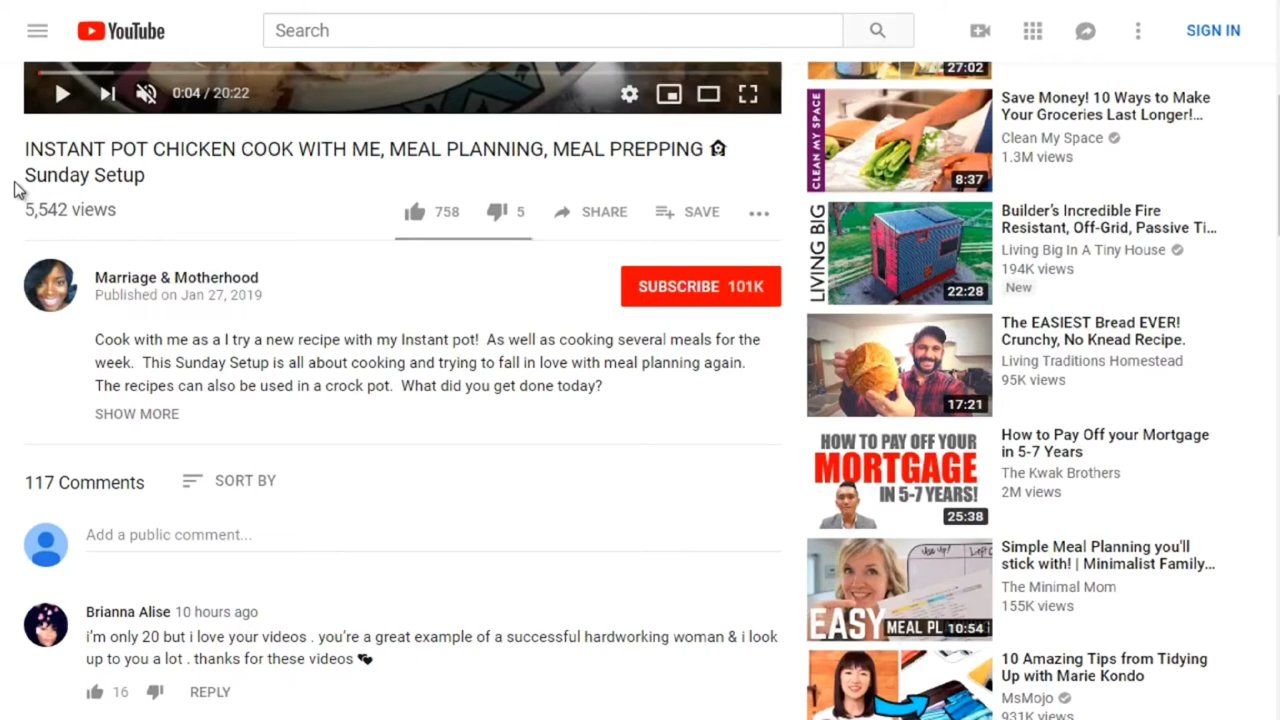 YouTube
Search
SIGN IN
0:04 / 20:22
INSTANT POT CHICKEN COOK WITH ME, MEAL PLANNING, MEAL PREPPING
Sunday Setup
5,542 views
758
5
SHARE
SAVE
Marriage & Motherhood
Published on Jan 27, 2019
SUBSCRIBE 101K
Cook with me as a I try a new recipe with my Instant pot! As well as cooking several meals for the
week. This Sunday Setup is all about cooking and trying to fall in love with meal planning again.
The recipes can also be used in a crock pot. What did you get done today?
SHOW MORE
117 Comments
SORT BY
Add a public comment...
Brianna Alise 10 hours ago
i'm only 20 but i love your videos . you're a great example of a successful hardworking woman & i look
up to you a lot . thanks for these videos
16
REPLY
27:02
CLEAN MY SPACE
8:37
Save Money! 10 Ways to Make
Your Groceries Last Longer!...
Clean My Space
1.3M views
LIVING BIG
22:28
Builder's Incredible Fire
Resistant, Off-Grid, Passive Ti...
Living Big In A Tiny House
194K views
New
17:21
The EASIEST Bread EVER!
Crunchy, No Knead Recipe.
Living Traditions Homestead
95K views
HOW TO PAY OFF YOUR
MORTGAGE
IN 5-7 YEARS!
25:38
How to Pay Off your Mortgage
in 5-7 Years
The Kwak Brothers
2M views
EASY MEAL PL
10:54
Simple Meal Planning you'll
stick with! | Minimalist Family...
The Minimal Mom
155K views
10 Amazing Tips from Tidying
Up with Marie Kondo
MsMojo
931K views